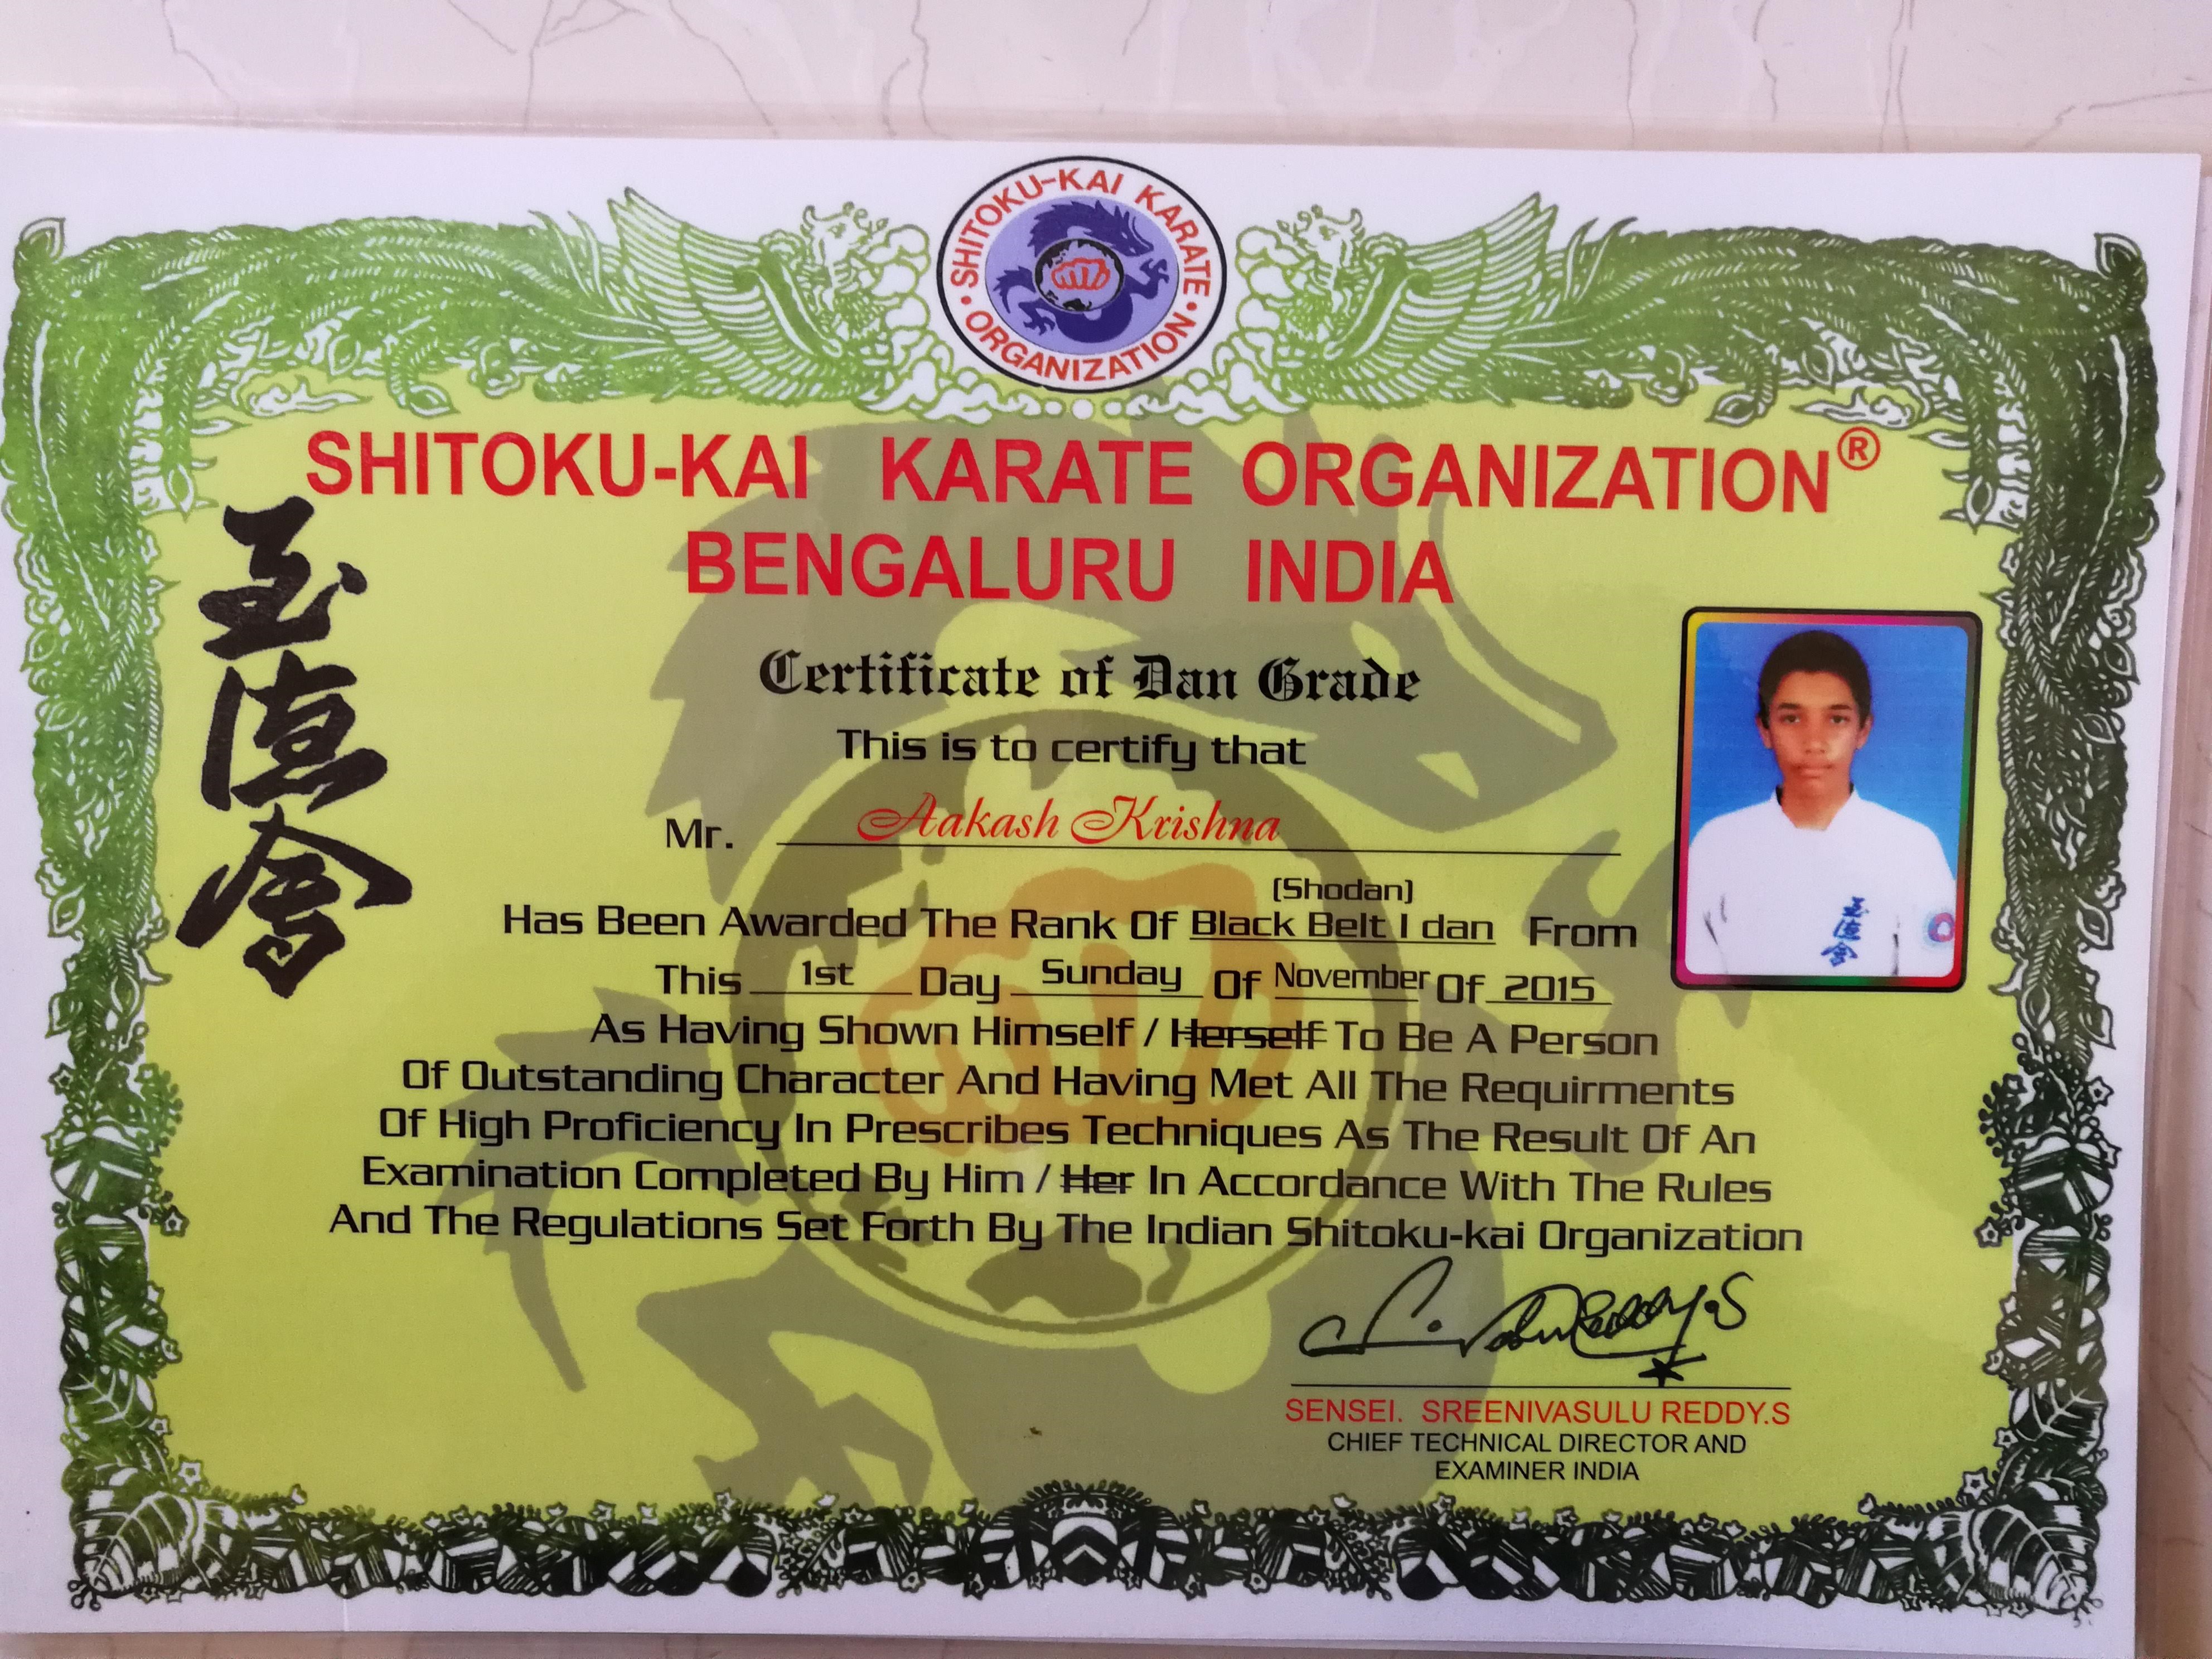 SHITOKU-KAI KARATE
ORGANIZATION
SHITOKU-KAI KARATE ORGANIZATION®
BENGALURU INDIA
Certificate of Dan Grade
This is to certify that
Mr. Aakash Krishna
(Shodan)
Has Been Awarded The Rank Of Black Belt I dan From
This 1st Day Sunday Of November Of 2015
As Having Shown Himself / Herself To Be A Person
Of Outstanding Character And Having Met All The Requirments
Of High Proficiency In Prescribes Techniques As The Result Of An
Examination Completed By Him / Her In Accordance With The Rules
And The Regulations Set Forth By The Indian Shitoku-kai Organization
SENSEI. SREENIVASULU REDDY.S
CHIEF TECHNICAL DIRECTOR AND
EXAMINER INDIA